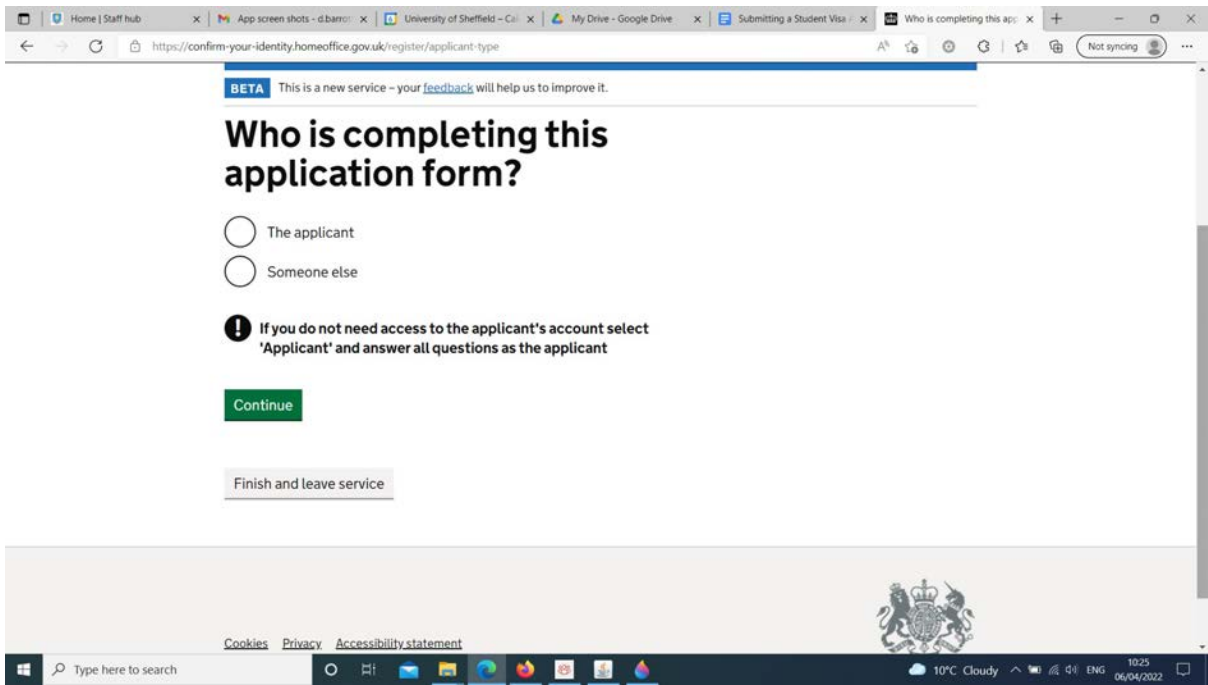 Home | Staff hub
App screen shots - d.barrot
University of Sheffield – Cal
My Drive - Google Drive
Submitting a Student Visa
Who is completing this app
https://confirm-your-identity.homeoffice.gov.uk/register/applicant-type
Not syncing
BETA This is a new service – your feedback will help us to improve it.
Who is completing this
application form?
The applicant
Someone else
If you do not need access to the applicant's account select
'Applicant' and answer all questions as the applicant
Continue
Finish and leave service
Cookies Privacy Accessibility statement
Type here to search
10°C Cloudy
ENG
10:25
06/04/2022